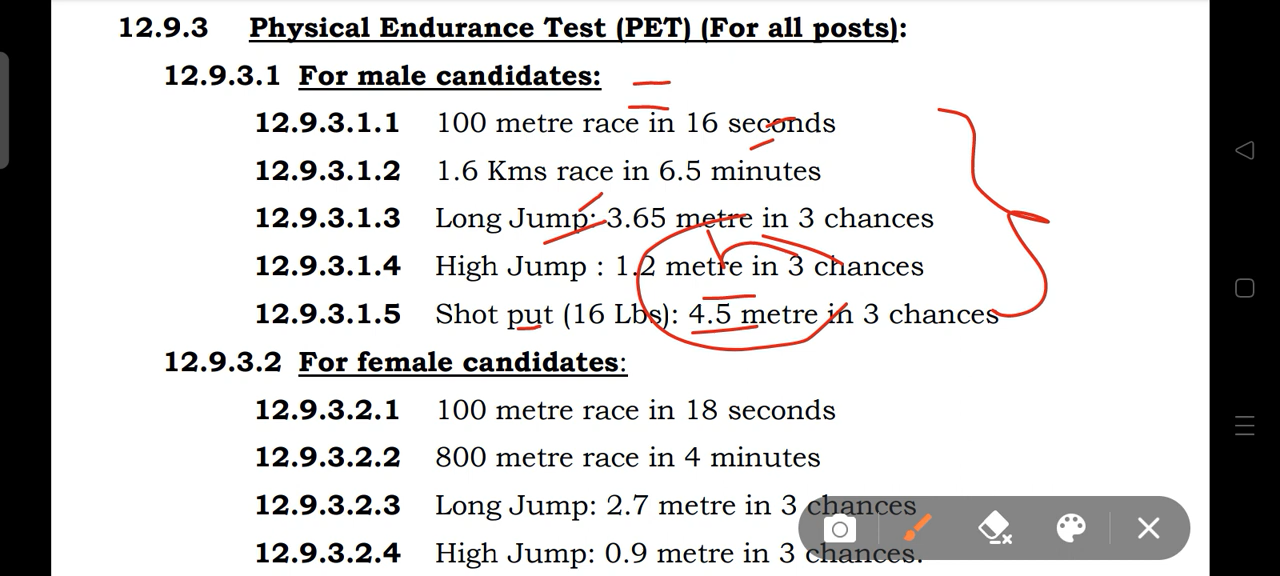 12.9.3 Physical Endurance Test (PET) (For all posts):
12.9.3.1 For male candidates:
12.9.3.1.1 100 metre race in 16 seconds
12.9.3.1.2 1.6 Kms race in 6.5 minutes
12.9.3.1.3 Long Jump: 3.65 metre in 3 chances
12.9.3.1.4 High Jump : 1.2 metre in 3 chances
12.9.3.1.5 Shot put (16 Lbs): 4.5 metre in 3 chances
12.9.3.2 For female candidates:
12.9.3.2.1 100 metre race in 18 seconds
12.9.3.2.2 800 metre race in 4 minutes
12.9.3.2.3 Long Jump: 2.7 metre in 3 chances
12.9.3.2.4 High Jump: 0.9 metre in 3 chances.